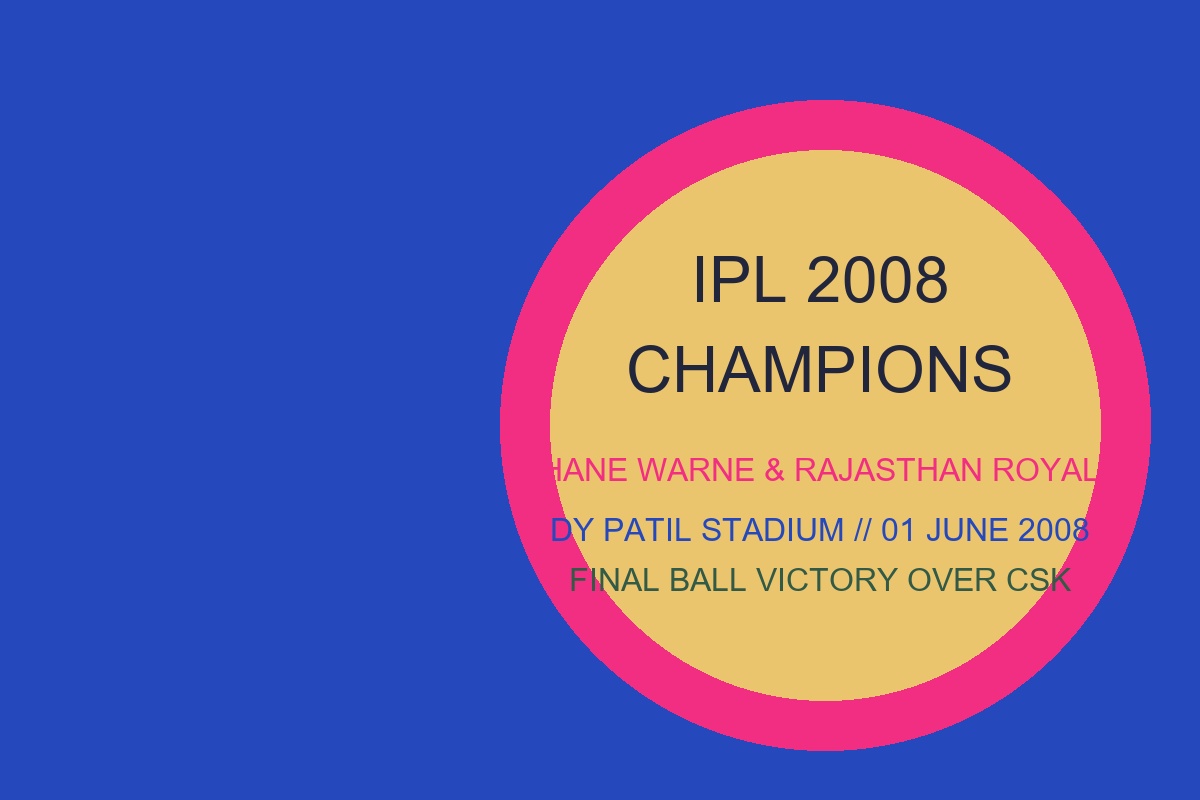 IPL 2008
CHAMPIONS
HANE WARNE & RAJASTHAN ROYAL
DY PATIL STADIUM // 01 JUNE 2008
FINAL BALL VICTORY OVER CSK